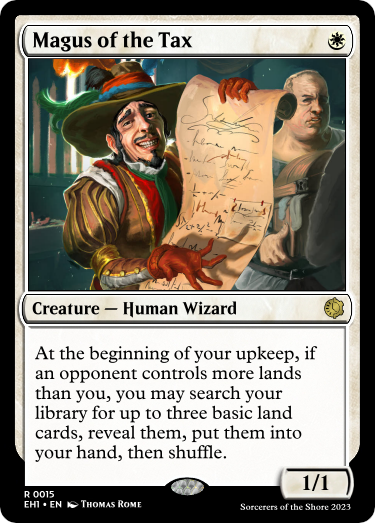 Magus of the Tax
Creature — Human Wizard
At the beginning of your upkeep, if
an opponent controls more lands
than you, you may search your
library for up to three basic land
cards, reveal them, put them into
your hand, then shuffle.
1/1
R 0015
EH1 • EN Thomas Rome
Sorcerers of the Shore 2023